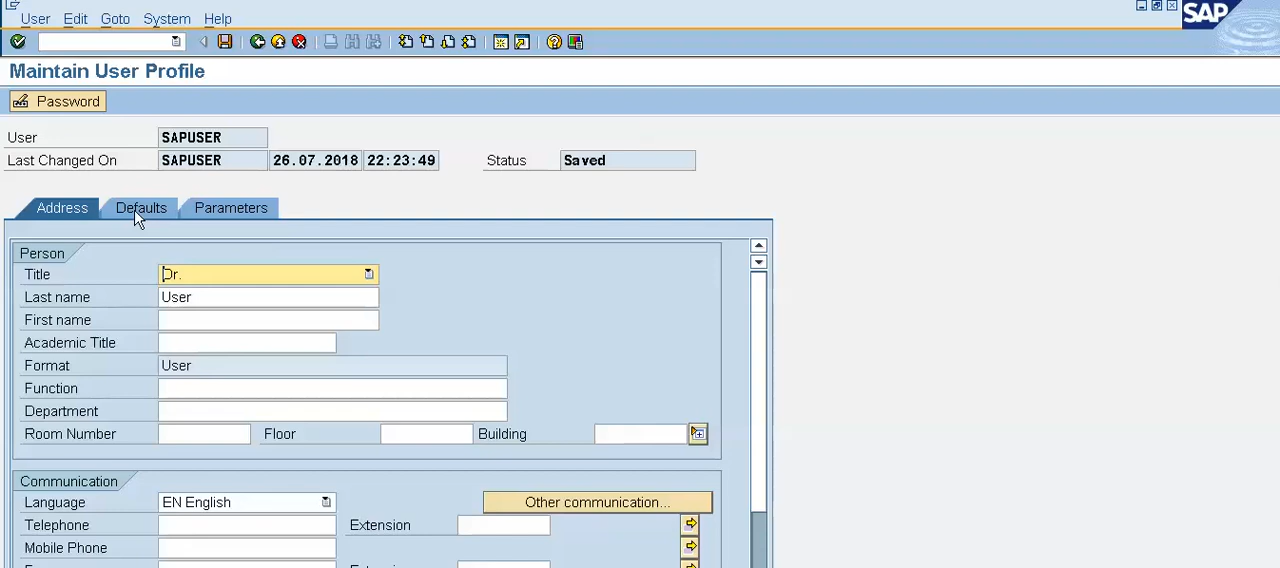 User Edit Goto System Help
SAP
Maintain User Profile
Password
User SAPUSER
Last Changed On SAPUSER 26.07.2018 22:23:49 Status Saved
Address Defaults Parameters
Person
Title Dr.
Last name User
First name
Academic Title
Format User
Function
Department
Room Number Floor Building
Communication
Language EN English Other communication...
Telephone Extension
Mobile Phone